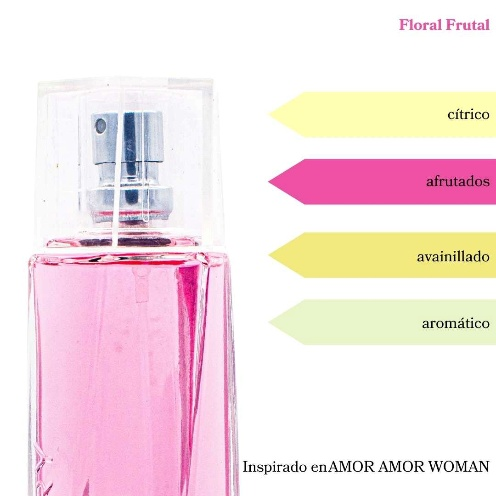 Floral Frutal
cítrico
afrutados
avainillado
aromático
Inspirado enAMOR AMOR WOMAN